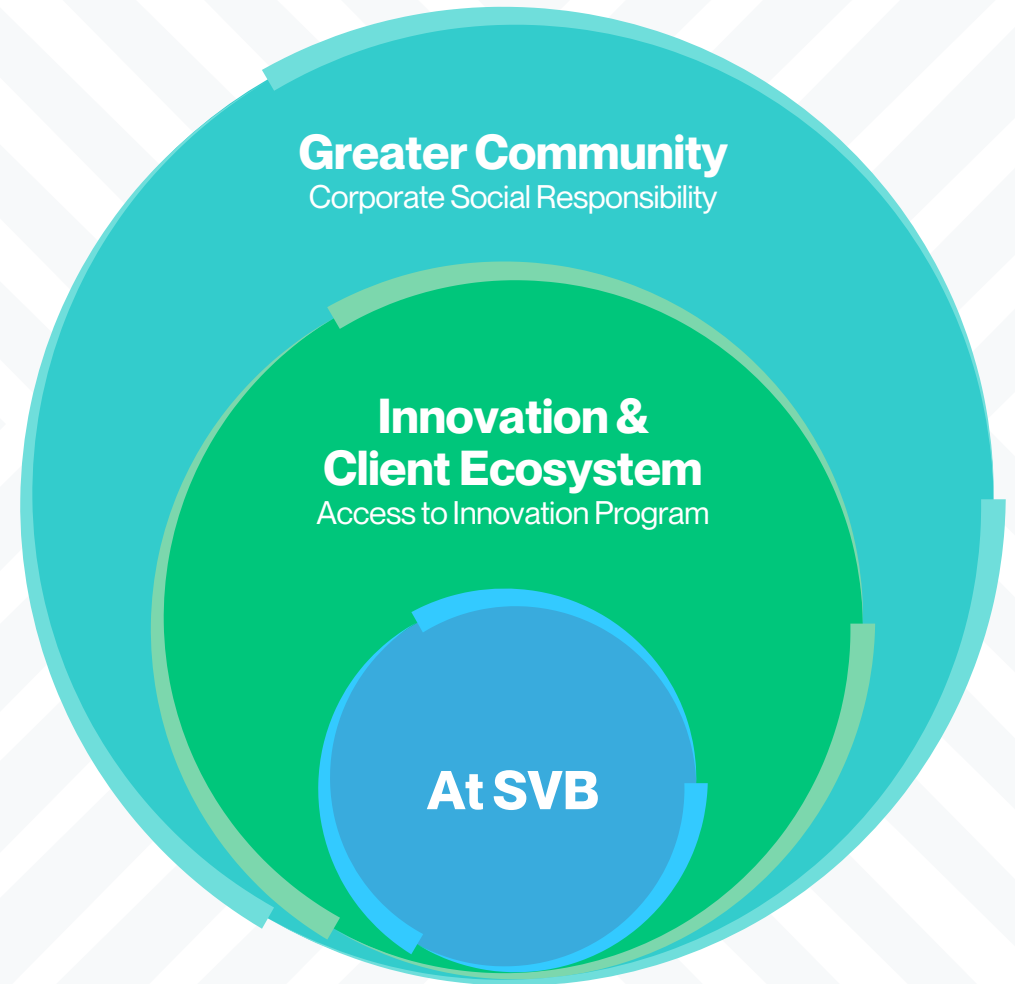 Greater Community
Corporate Social Responsibility
Innovation &
Client Ecosystem
Access to Innovation Program
At SVB